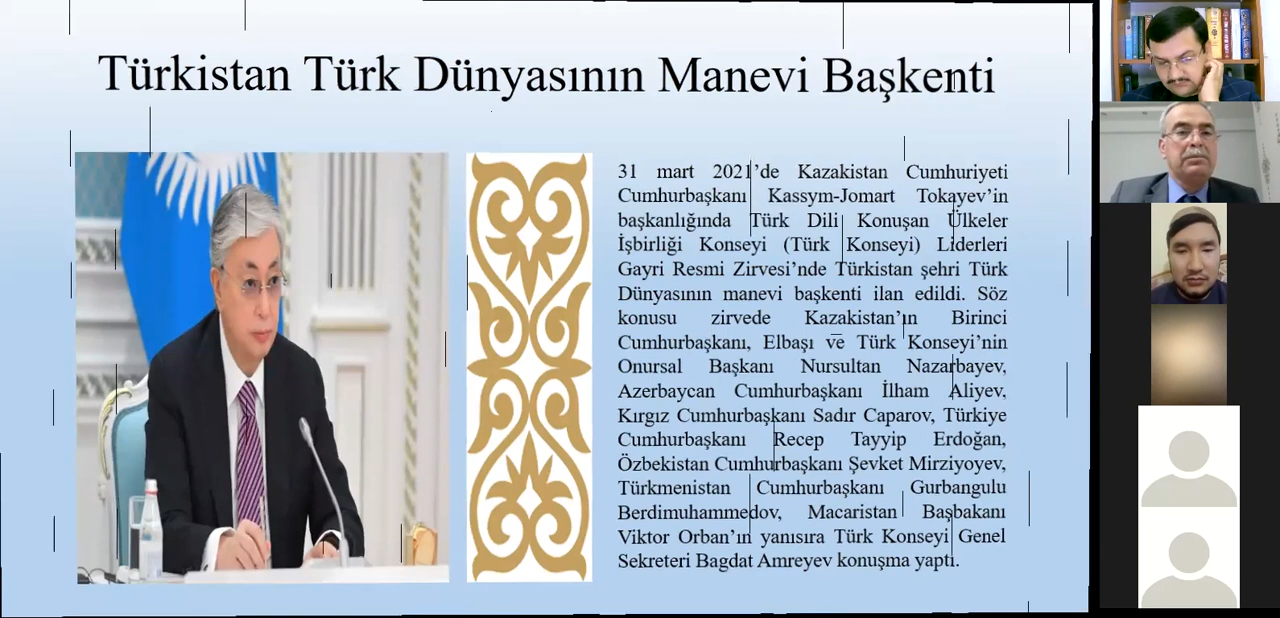 Türkistan Türk Dünyasının Manevi Başkenti
31 mart 2021’de Kazakistan Cumhuriyeti
Cumhurbaşkanı Kassym-Jomart Tokayev’in
başkanlığında Türk Dili Konuşan Ülkeler
İşbirliği Konseyi (Türk Konseyi) Liderleri
Gayri Resmi Zirvesi’nde Türkistan şehri Türk
Dünyasının manevi başkenti ilan edildi. Söz
konusu zirvede Kazakistan’ın Birinci
Cumhurbaşkanı, Elbaşı ve Türk Konseyi’nin
Onursal Başkanı Nursultan Nazarbayev,
Azerbaycan Cumhurbaşkanı İlham Aliyev,
Kırgız Cumhurbaşkanı Sadır Caparov, Türkiye
Cumhurbaşkanı Recep Tayyip Erdoğan,
Özbekistan Cumhurbaşkanı Şevket Mirziyoyev,
Türkmenistan Cumhurbaşkanı Gurbangulu
Berdimuhammedov, Macaristan Başbakanı
Viktor Orban’ın yanısıra Türk Konseyi Genel
Sekreteri Bagdat Amreyev konuşma yaptı.